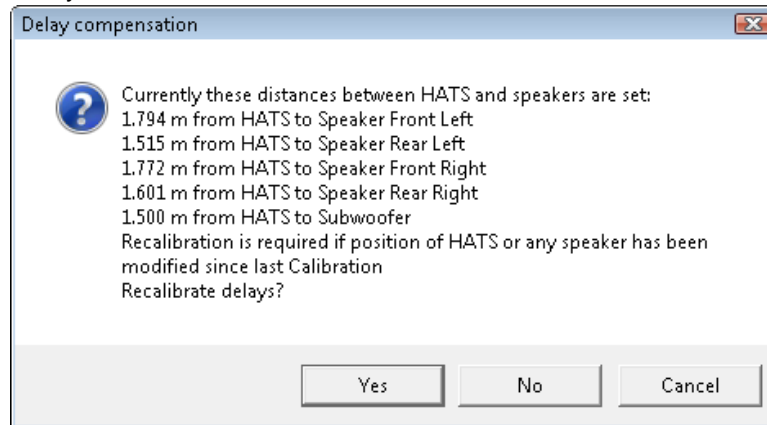 Delay compensation
Currently these distances between HATS and speakers are set:
1.794 m from HATS to Speaker Front Left
1.515 m from HATS to Speaker Rear Left
1.772 m from HATS to Speaker Front Right
1.601 m from HATS to Speaker Rear Right
1.500 m from HATS to Subwoofer
Recalibration is required if position of HATS or any speaker has been
modified since last Calibration
Recalibrate delays?
Yes No Cancel